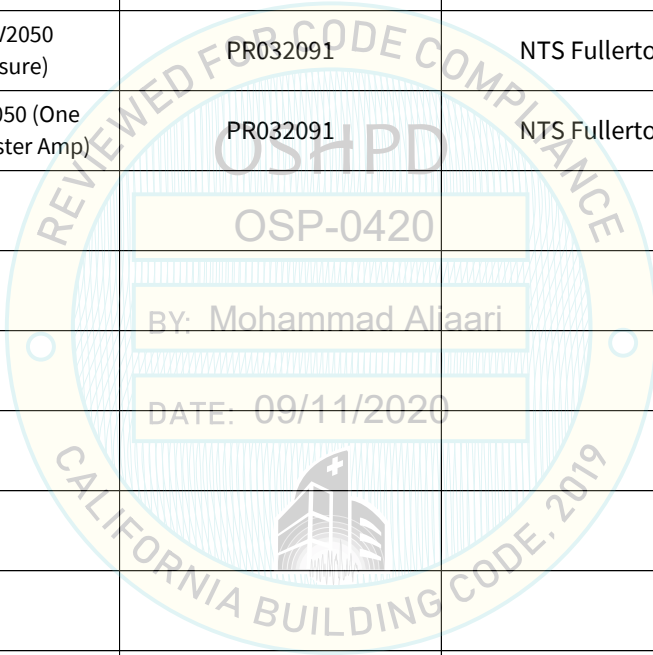 /2050
sure)
PR032091
NTS Fullerto
050 (One
ster Amp)
PR032091
NTS Fullerto
REVIEWED FOR CODE COMPLIANCE
OSHPD
OSP-0420
BY: Mohammad Aliaari
DATE: 09/11/2020
CALIFORNIA BUILDING CODE, 2019